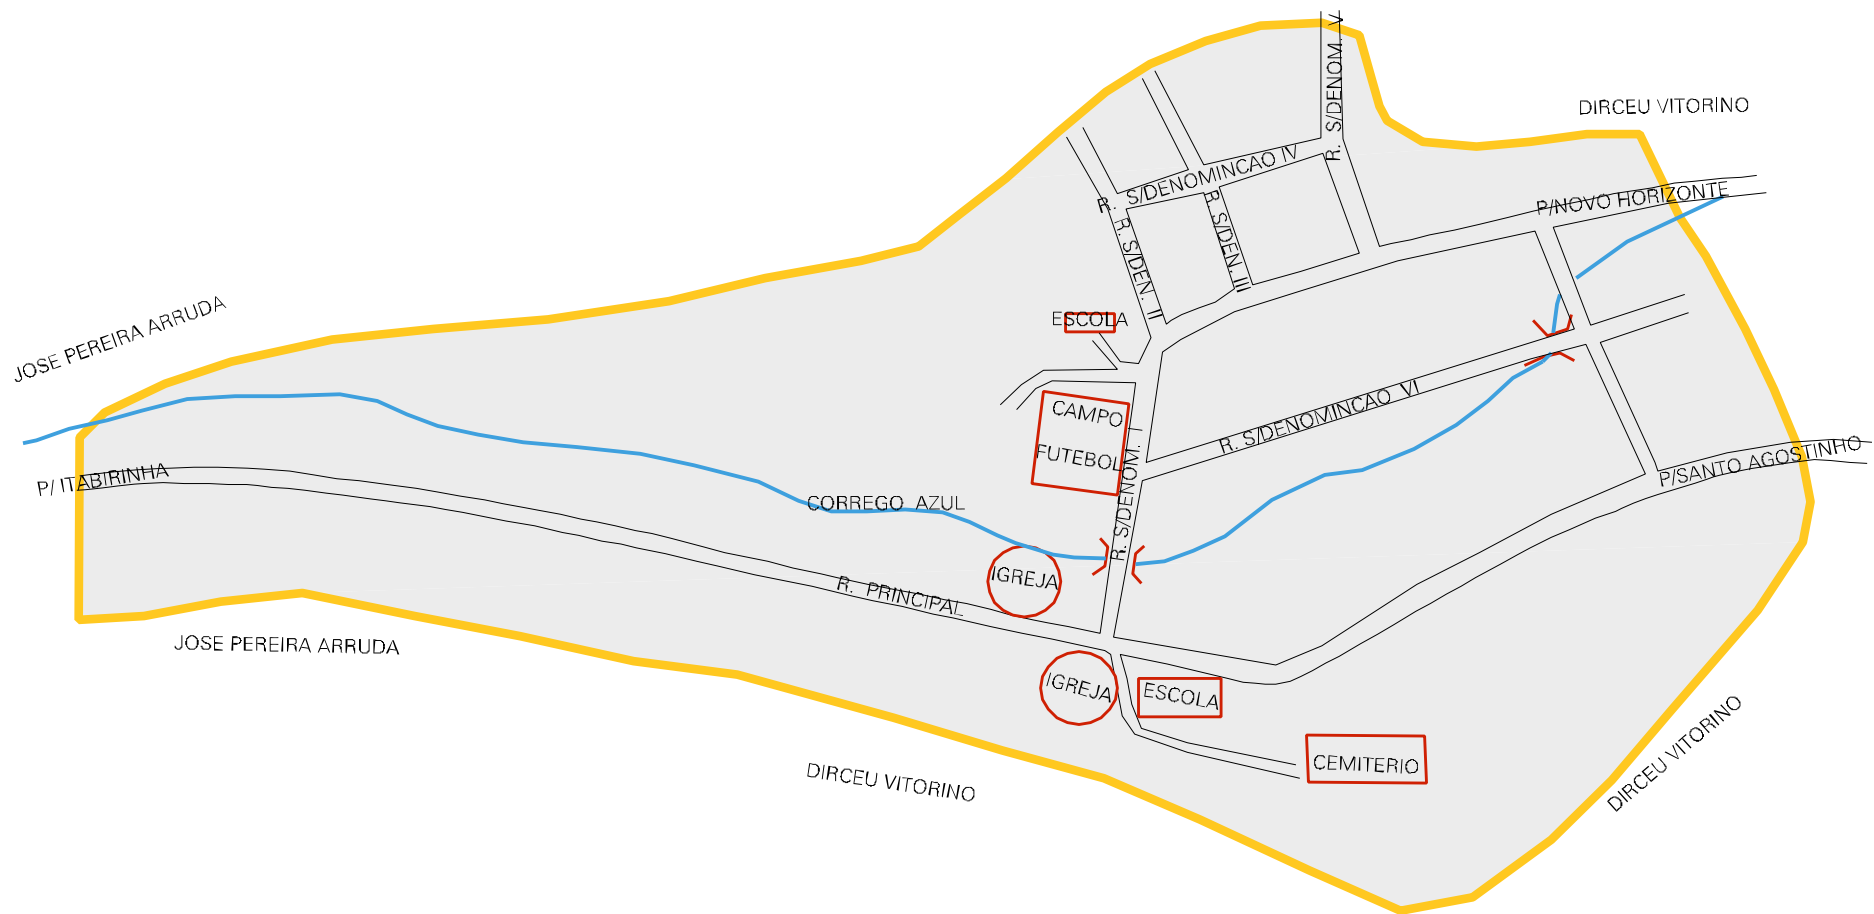 R. S/DENOM. V
DIRCEU VITORINO
R. S/DENOMINCAO IV
P/NOVO HORIZONTE
R. S/DEN. II
R. S/DEN. III
JOSE PEREIRA ARRUDA
ESCOLA
CAMPO
FUTEBOL
R. S/DENOMINCAO VI
R. S/DENOM. I
P/ ITABIRINHA
P/SANTO AGOSTINHO
CORREGO AZUL
IGREJA
R. PRINCIPAL
JOSE PEREIRA ARRUDA
IGREJA
ESCOLA
CEMITERIO
DIRCEU VITORINO
DIRCEU VITORINO